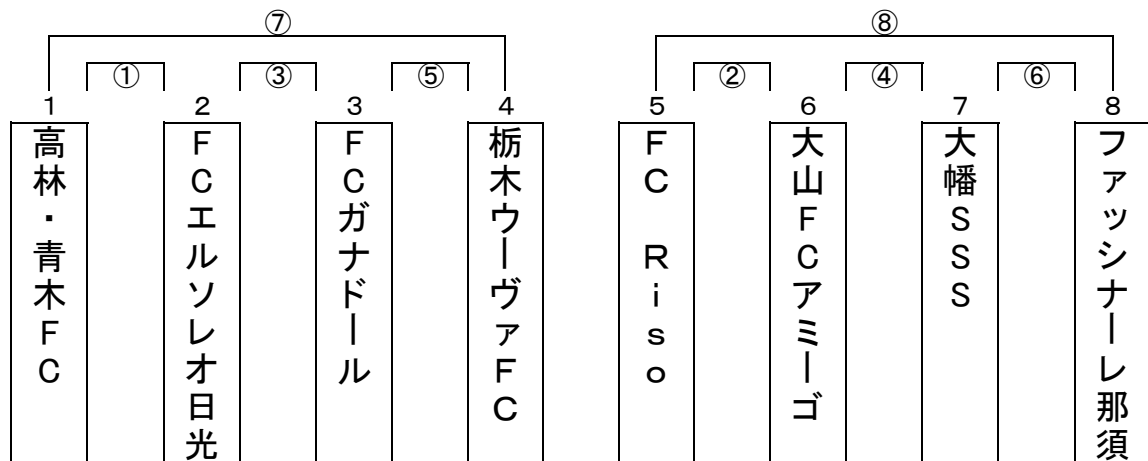 ⑦ ⑧
① ③ ⑤ ② ④ ⑥
1 2 3 4 5 6 7 8
高林・青木FC
FCエルソレオ日光
FCガナドール
栃木ウーヴァFC
FC Riso
大山FCアミーゴ
大幡SSS
ファッシナーレ那須